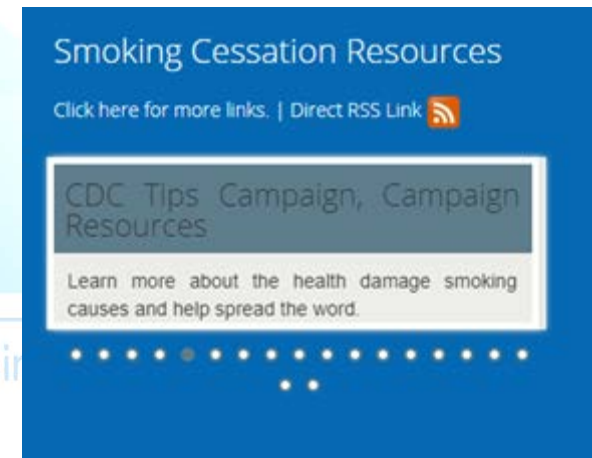 Smoking Cessation Resources
Click here for more links. | Direct RSS Link
CDC Tips Campaign, Campaign
Resources
Learn more about the health damage smoking
causes and help spread the word.